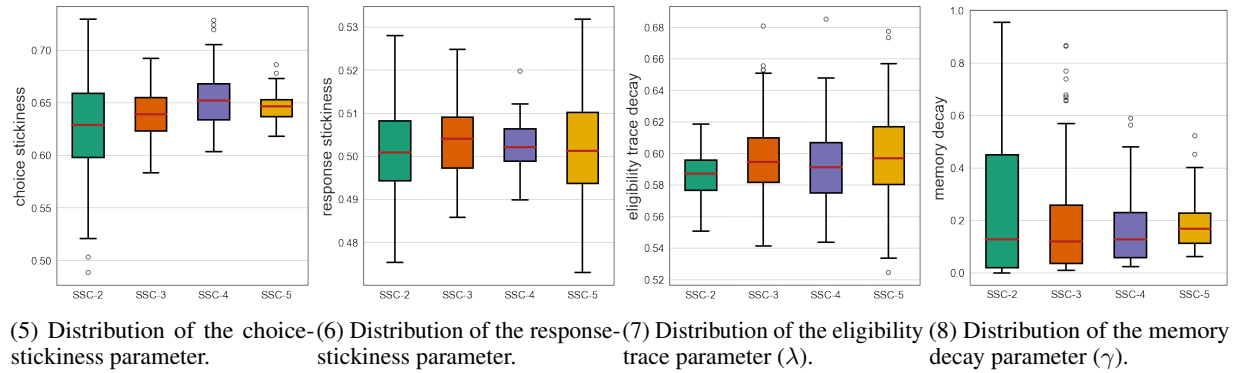 choice stickiness
0.70
0.65
0.60
0.55
0.50
SSC-2 SSC-3 SSC-4 SSC-5
response stickiness
0.53
0.52
0.51
0.50
0.49
0.48
SSC-2 SSC-3 SSC-4 SSC-5
eligibility trace decay
0.68
0.66
0.64
0.62
0.60
0.58
0.56
0.54
0.52
SSC-2 SSC-3 SSC-4 SSC-5
memory decay
1.0
0.8
0.6
0.4
0.2
0.0
SSC-2 SSC-3 SSC-4 SSC-5
(5) Distribution of the choice-
stickiness parameter.
(6) Distribution of the response-
stickiness parameter.
(7) Distribution of the eligibility
trace parameter (λ).
(8) Distribution of the memory
decay parameter (γ).